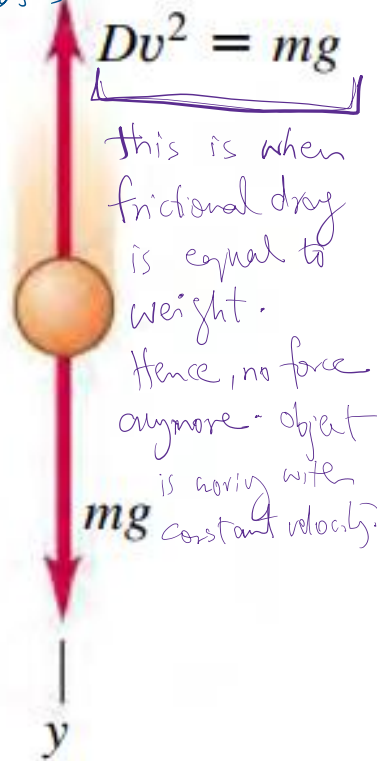 Dv² = mg
this is when
frictional drag
is equal to
weight.
Hence, no force
anymore - object
is moving with
mg constant velocity.
y